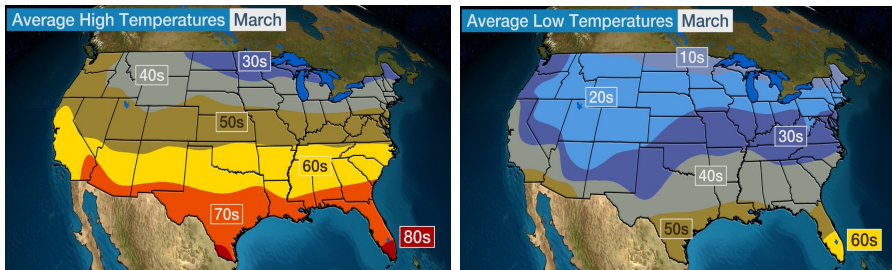 Average High Temperatures March
30s
40s
50s
60s
70s
80s
Average Low Temperatures March
10s
20s
30s
40s
50s
60s